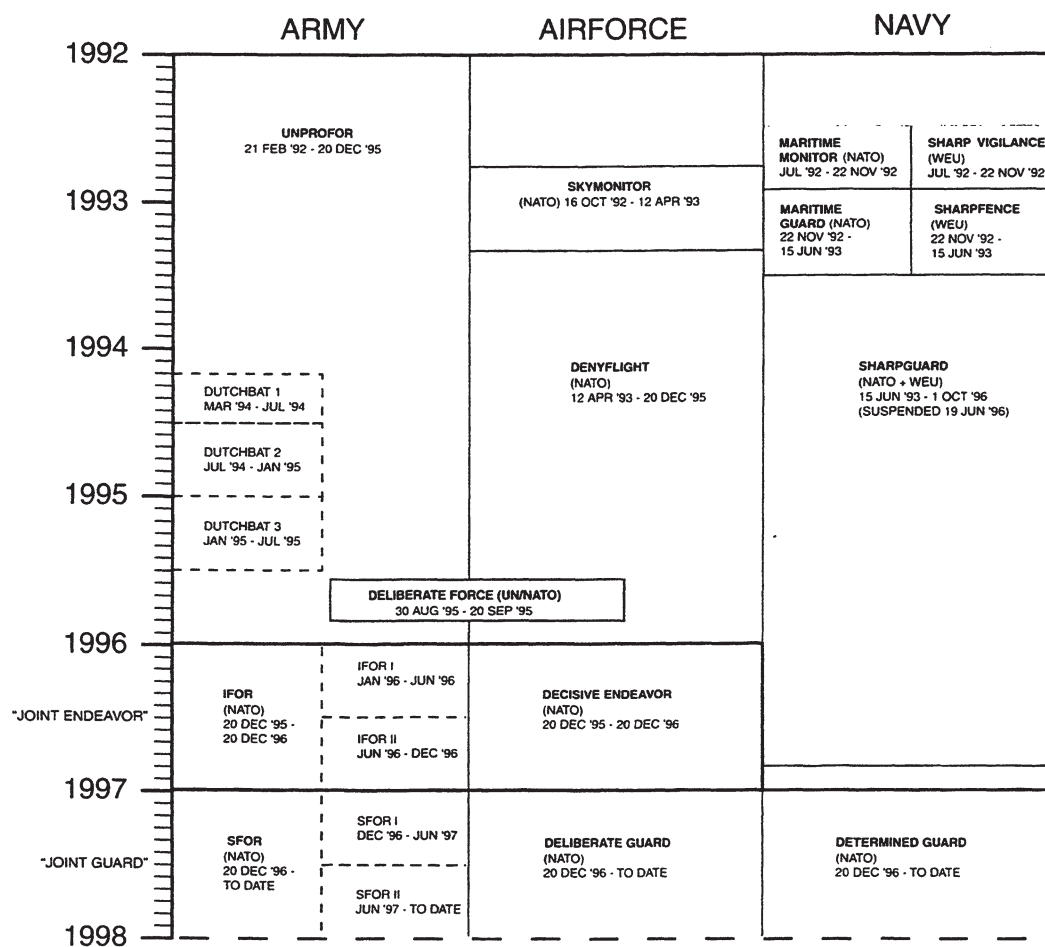 ARMY
AIRFORCE
NAVY
1992
UNPROFOR
21 FEB '92 - 20 DEC '95
MARITIME
MONITOR (NATO)
JUL '92 - 22 NOV '92
SHARP VIGILANCE
(WEU)
JUL '92 - 22 NOV '92
SKYMONITOR
(NATO) 16 OCT '92 - 12 APR '93
1993
MARITIME
GUARD (NATO)
22 NOV '92 -
15 JUN '93
SHARPFENCE
(WEU)
22 NOV '92 -
15 JUN '93
1994
DENYFLIGHT
(NATO)
12 APR '93 - 20 DEC '95
SHARPGUARD
(NATO + WEU)
15 JUN '93 - 1 OCT '96
(SUSPENDED 19 JUN '96)
DUTCHBAT 1
MAR '94 - JUL '94
DUTCHBAT 2
JUL '94 - JAN '95
1995
DUTCHBAT 3
JAN '95 - JUL '95
DELIBERATE FORCE (UN/NATO)
30 AUG '95 - 20 SEP '95
1996
"JOINT ENDEAVOR"
IFOR
(NATO)
20 DEC '95 -
20 DEC '96
IFOR I
JAN '96 - JUN '96
IFOR II
JUN '96 - DEC '96
DECISIVE ENDEAVOR
(NATO)
20 DEC '95 - 20 DEC '96
1997
"JOINT GUARD"
SFOR
(NATO)
20 DEC '96 -
TO DATE
SFOR I
DEC '96 - JUN '97
SFOR II
JUN '97 - TO DATE
DELIBERATE GUARD
(NATO)
20 DEC '96 - TO DATE
DETERMINED GUARD
(NATO)
20 DEC '96 - TO DATE
1998